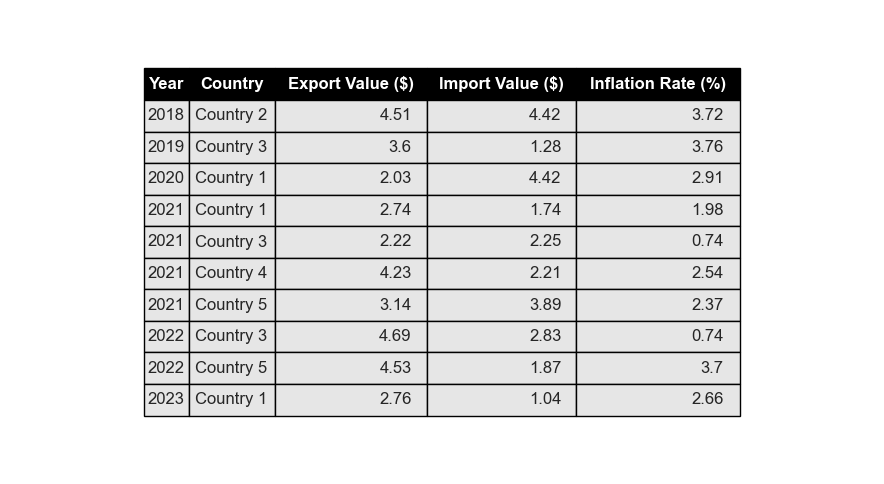 Year Country Export Value ($) Import Value ($) Inflation Rate (%)
2018 Country 2 4.51 4.42 3.72
2019 Country 3 3.6 1.28 3.76
2020 Country 1 2.03 4.42 2.91
2021 Country 1 2.74 1.74 1.98
2021 Country 3 2.22 2.25 0.74
2021 Country 4 4.23 2.21 2.54
2021 Country 5 3.14 3.89 2.37
2022 Country 3 4.69 2.83 0.74
2022 Country 5 4.53 1.87 3.7
2023 Country 1 2.76 1.04 2.66